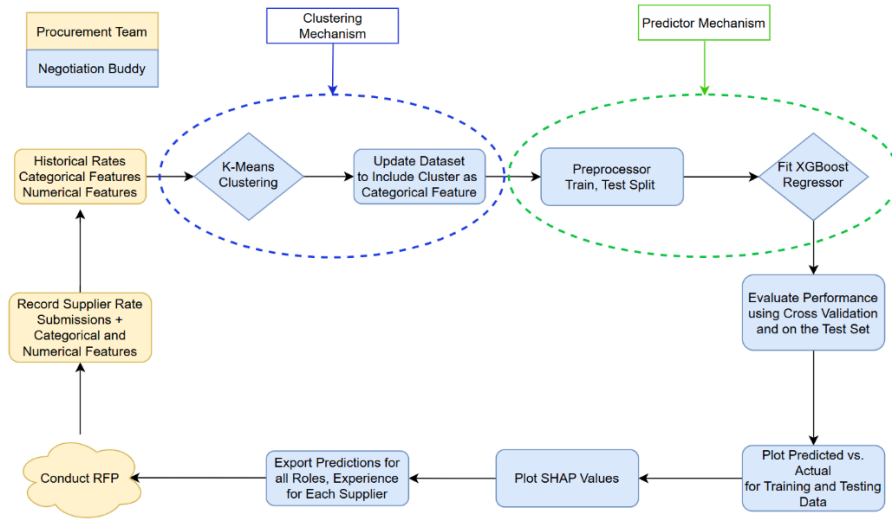 Procurement Team
Negotiation Buddy
Clustering
Mechanism
Predictor Mechanism
Historical Rates
Categorical Features
Numerical Features
K-Means
Clustering
Update Dataset
to Include Cluster as
Categorical Feature
Preprocessor
Train, Test Split
Fit XGBoost
Regressor
Evaluate Performance
using Cross Validation
and on the Test Set
Record Supplier Rate
Submissions +
Categorical and
Numerical Features
Conduct RFP
Export Predictions for
all Roles, Experience
for Each Supplier
Plot SHAP Values
Plot Predicted vs.
Actual
for Training and Testing
Data